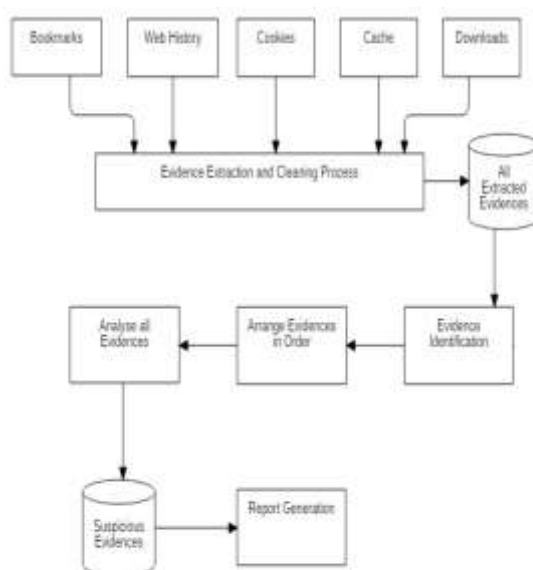 Bookmarks
Web History
Cookies
Cache
Downloads
Evidence Extraction and Cleaning Process
All
Extracted
Evidences
Analyse all
Evidences
Arrange Evidences
in Order
Evidence
Identification
Suspicious
Evidences
Report Generation